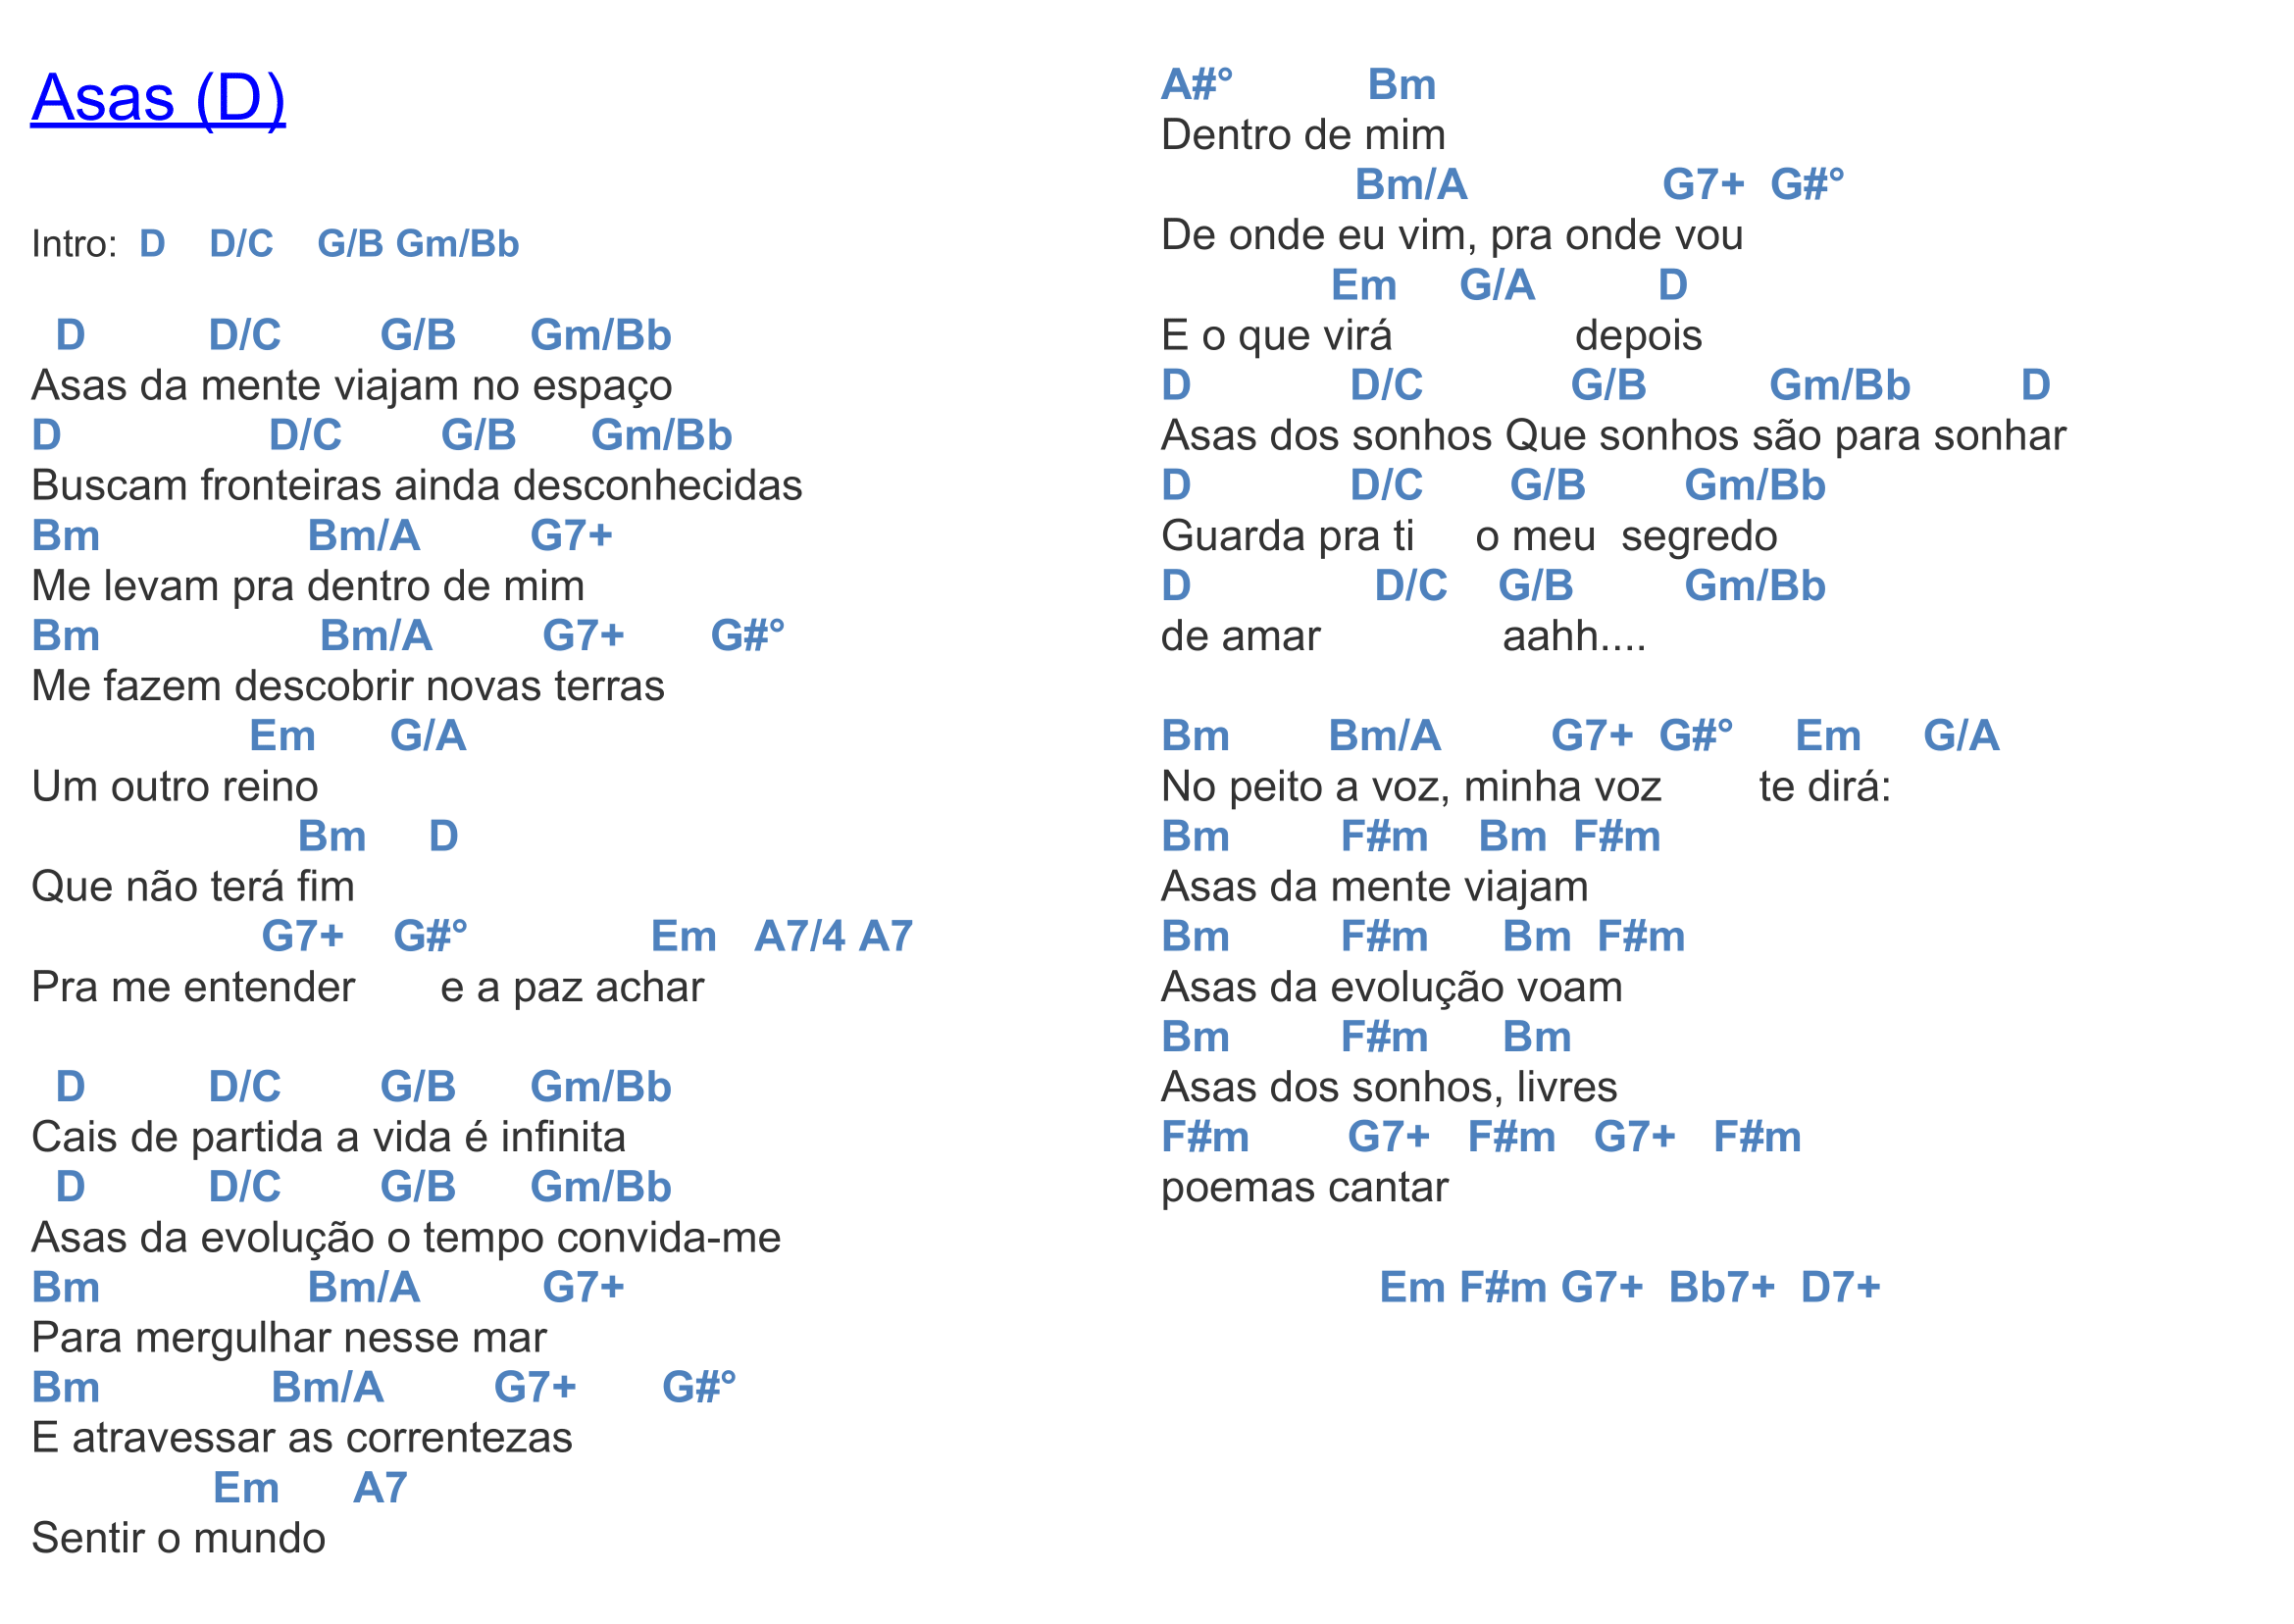 Asas (D)
Intro:  D    D/C    G/B Gm/Bb
  D          D/C        G/B      Gm/Bb
Asas da mente viajam no espaço
D                 D/C        G/B      Gm/Bb
Buscam fronteiras ainda desconhecidas
Bm                 Bm/A         G7+
Me levam pra dentro de mim
Bm                  Bm/A         G7+       G#°
Me fazem descobrir novas terras
                  Em      G/A
Um outro reino
                      Bm     D
Que não terá fim
                   G7+    G#°               Em   A7/4 A7
Pra me entender       e a paz achar
  D          D/C        G/B      Gm/Bb
Cais de partida a vida é infinita
  D          D/C        G/B      Gm/Bb
Asas da evolução o tempo convida-me
Bm                 Bm/A          G7+
Para mergulhar nesse mar
Bm              Bm/A         G7+       G#°
E atravessar as correntezas
               Em      A7
Sentir o mundo
A#°           Bm
Dentro de mim
                Bm/A                G7+  G#°
De onde eu vim, pra onde vou
              Em     G/A          D
E o que virá               depois
D             D/C            G/B          Gm/Bb         D
Asas dos sonhos Que sonhos são para sonhar
D             D/C       G/B        Gm/Bb
Guarda pra ti     o meu  segredo
D               D/C    G/B         Gm/Bb
de amar               aahh....
Bm        Bm/A         G7+  G#°     Em     G/A
No peito a voz, minha voz        te dirá:
Bm         F#m    Bm  F#m
Asas da mente viajam
Bm         F#m      Bm  F#m
Asas da evolução voam
Bm         F#m      Bm
Asas dos sonhos, livres
F#m        G7+   F#m   G7+   F#m
poemas cantar
Em F#m G7+  Bb7+  D7+